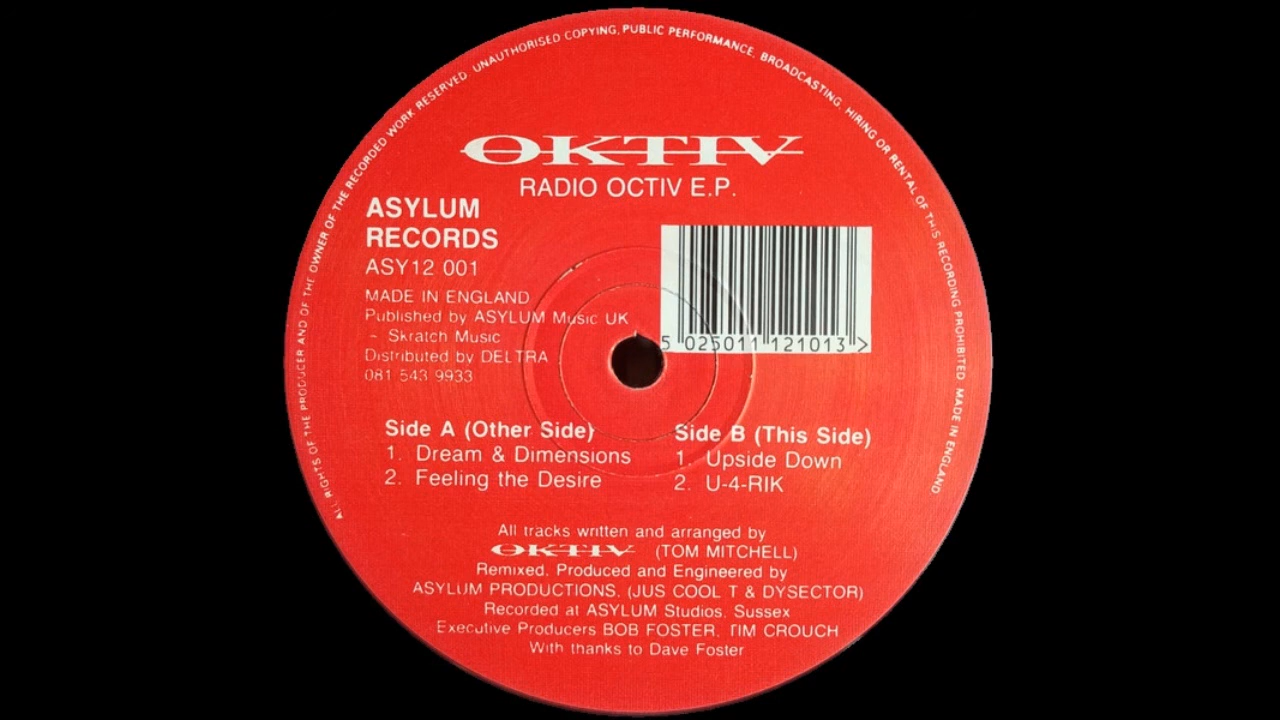 ALL RIGHTS OF THE PRODUCER AND OF THE OWNER OF THE RECORDED WORK RESERVED. UNAUTHORISED COPYING, PUBLIC PERFORMANCE, BROADCASTING, HIRING OR RENTAL OF THIS RECORDING PROHIBITED. MADE IN ENGLAND
OKTIV
RADIO OCTIV E.P.
ASYLUM
RECORDS
ASY12 001
MADE IN ENGLAND
Published by ASYLUM Music UK
- Skratch Music
Distributed by DELTRA
081 543 9933
5 025011 121013 >
Side A (Other Side)
1. Dream & Dimensions
2. Feeling the Desire
Side B (This Side)
1. Upside Down
2. U-4-RIK
All tracks written and arranged by
OKTIV (TOM MITCHELL)
Remixed, Produced and Engineered by
ASYLUM PRODUCTIONS, (JUS COOL T & DYSECTOR)
Recorded at ASYLUM Studios, Sussex
Executive Producers BOB FOSTER, TIM CROUCH
With thanks to Dave Foster